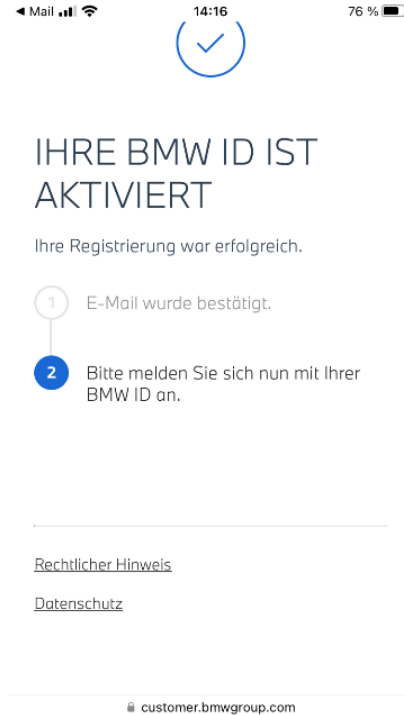 Mail 14:16 76 %
IHRE BMW ID IST
AKTIVIERT
Ihre Registrierung war erfolgreich.
1 E-Mail wurde bestätigt.
2 Bitte melden Sie sich nun mit Ihrer
BMW ID an.
Rechtlicher Hinweis
Datenschutz
customer.bmwgroup.com